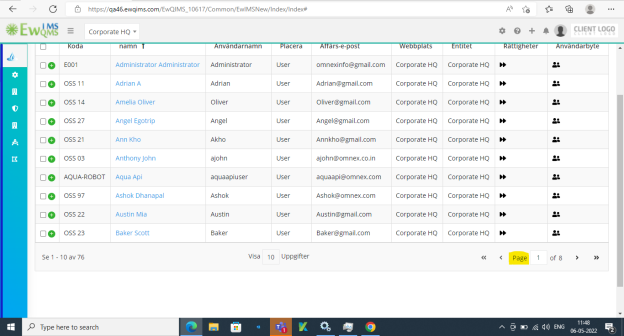 https://qa46.ewqims.com/EwQIMS_10617/Common/EwIMSNew/Index/Index#
EwQIMS Corporate HQ CLIENT LOGO
Koda namn Användarnamn Placera Affärs-e-post Webbplats Entitet Rättigheter Användarbyte
E001 Administrator Administrator Administrator User omnexinfo@gmail.com Corporate HQ Corporate HQ
OSS 11 Adrian A Adrian User Adrian@gmail.com Corporate HQ Corporate HQ
OSS 14 Amelia Oliver Oliver User Oliver@gmail.com Corporate HQ Corporate HQ
OSS 27 Angel Egotrip Angel User Angel@gmail.com Corporate HQ Corporate HQ
OSS 21 Ann Kho Akho User Annkho@gmail.com Corporate HQ Corporate HQ
OSS 03 Anthony John ajohn User ajohn@omnex.co.in Corporate HQ Corporate HQ
AQUA-ROBOT Aqua Api aquaapiuser User aquaapi@omnex.com Corporate HQ Corporate HQ
OSS 97 Ashok Dhanapal Ashok User Ashok@omnex.com Corporate HQ Corporate HQ
OSS 22 Austin Mia Austin User Austin@gmail.com Corporate HQ Corporate HQ
OSS 23 Baker Scott Baker User Baker@gmail.com Corporate HQ Corporate HQ
Se 1 - 10 av 76 Visa 10 Uppgifter Page 1 of 8
Type here to search ENG 11:48
06-05-2022